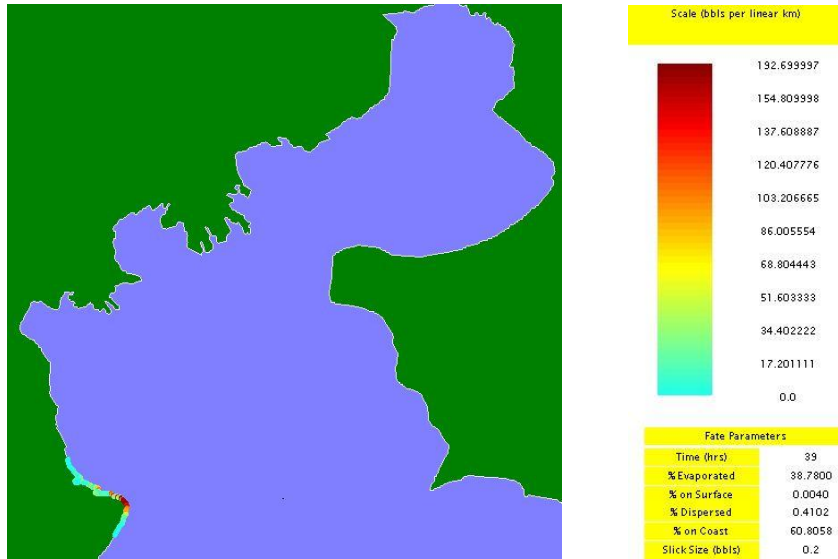 Scale (bbls per linear km)
192.699997
154.809998
137.608887
120.407776
103.206665
86.005554
68.804443
51.603333
34.402222
17.201111
0.0
Fate Parameters
Time (hrs) 39
% Evaporated 38.7800
% on Surface 0.0040
% Dispersed 0.4102
% on Coast 60.8058
Slick Size (bbls) 0.2